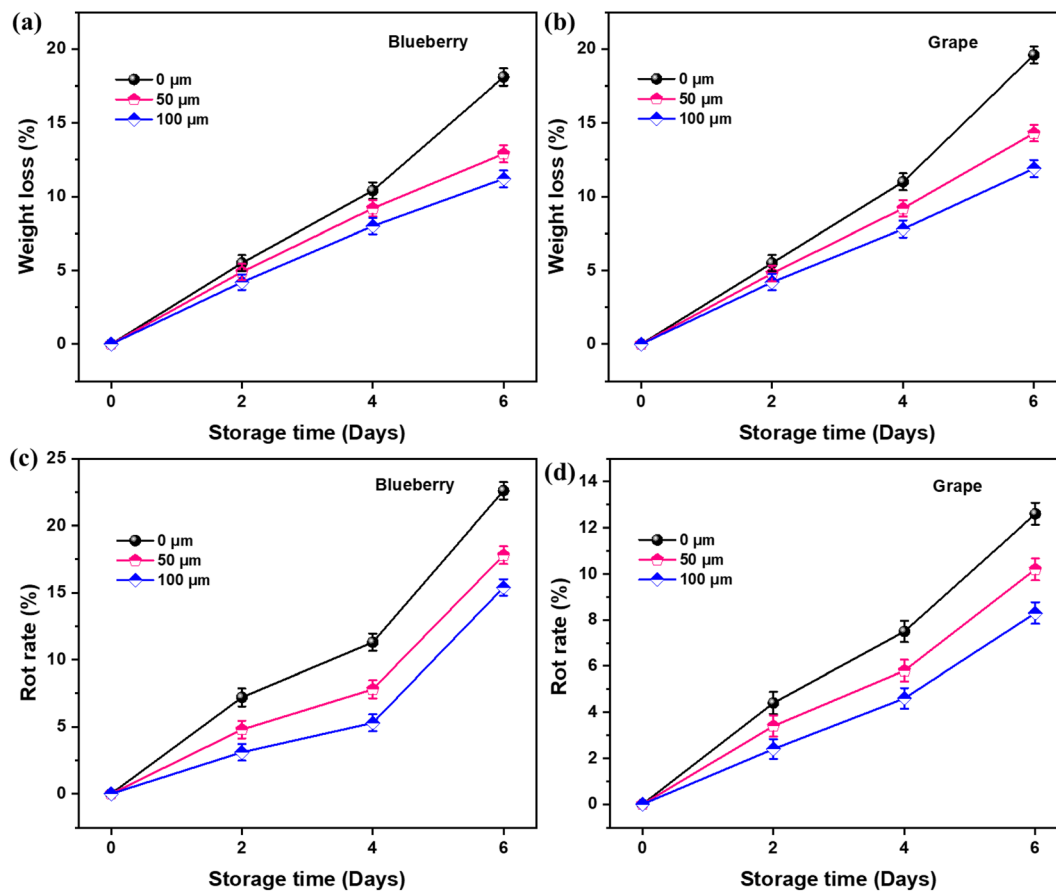 (a)
Blueberry
0 µm
50 µm
100 µm
Weight loss (%)
20
15
10
5
0
0 2 4 6
Storage time (Days)
(b)
Grape
0 µm
50 µm
100 µm
Weight loss (%)
20
15
10
5
0
0 2 4 6
Storage time (Days)
(c)
Blueberry
0 µm
50 µm
100 µm
Rot rate (%)
25
20
15
10
5
0
0 2 4 6
Storage time (Days)
(d)
Grape
0 µm
50 µm
100 µm
Rot rate (%)
14
12
10
8
6
4
2
0
0 2 4 6
Storage time (Days)